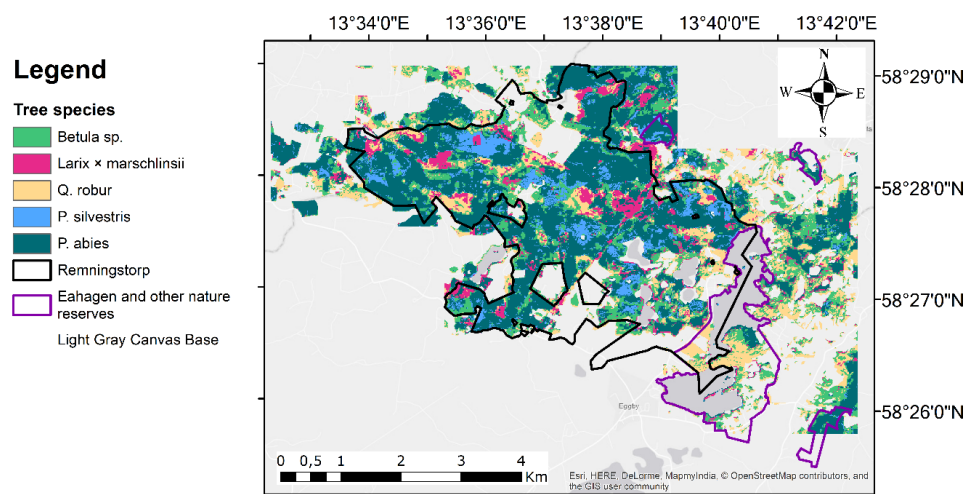 13°34'0"E 13°36'0"E 13°38'0"E 13°40'0"E 13°42'0"E
Legend
Tree species
Betula sp.
Larix × marschlinsii
Q. robur
P. silvestris
P. abies
Remningstorp
Eahagen and other nature
reserves
Light Gray Canvas Base
N
W E
S
58°29'0"N
58°28'0"N
58°27'0"N
58°26'0"N
Eggby
0 0,5 1 2 3 4
Km
Esri, HERE, DeLorme, MapmyIndia, © OpenStreetMap contributors, and
the GIS user community